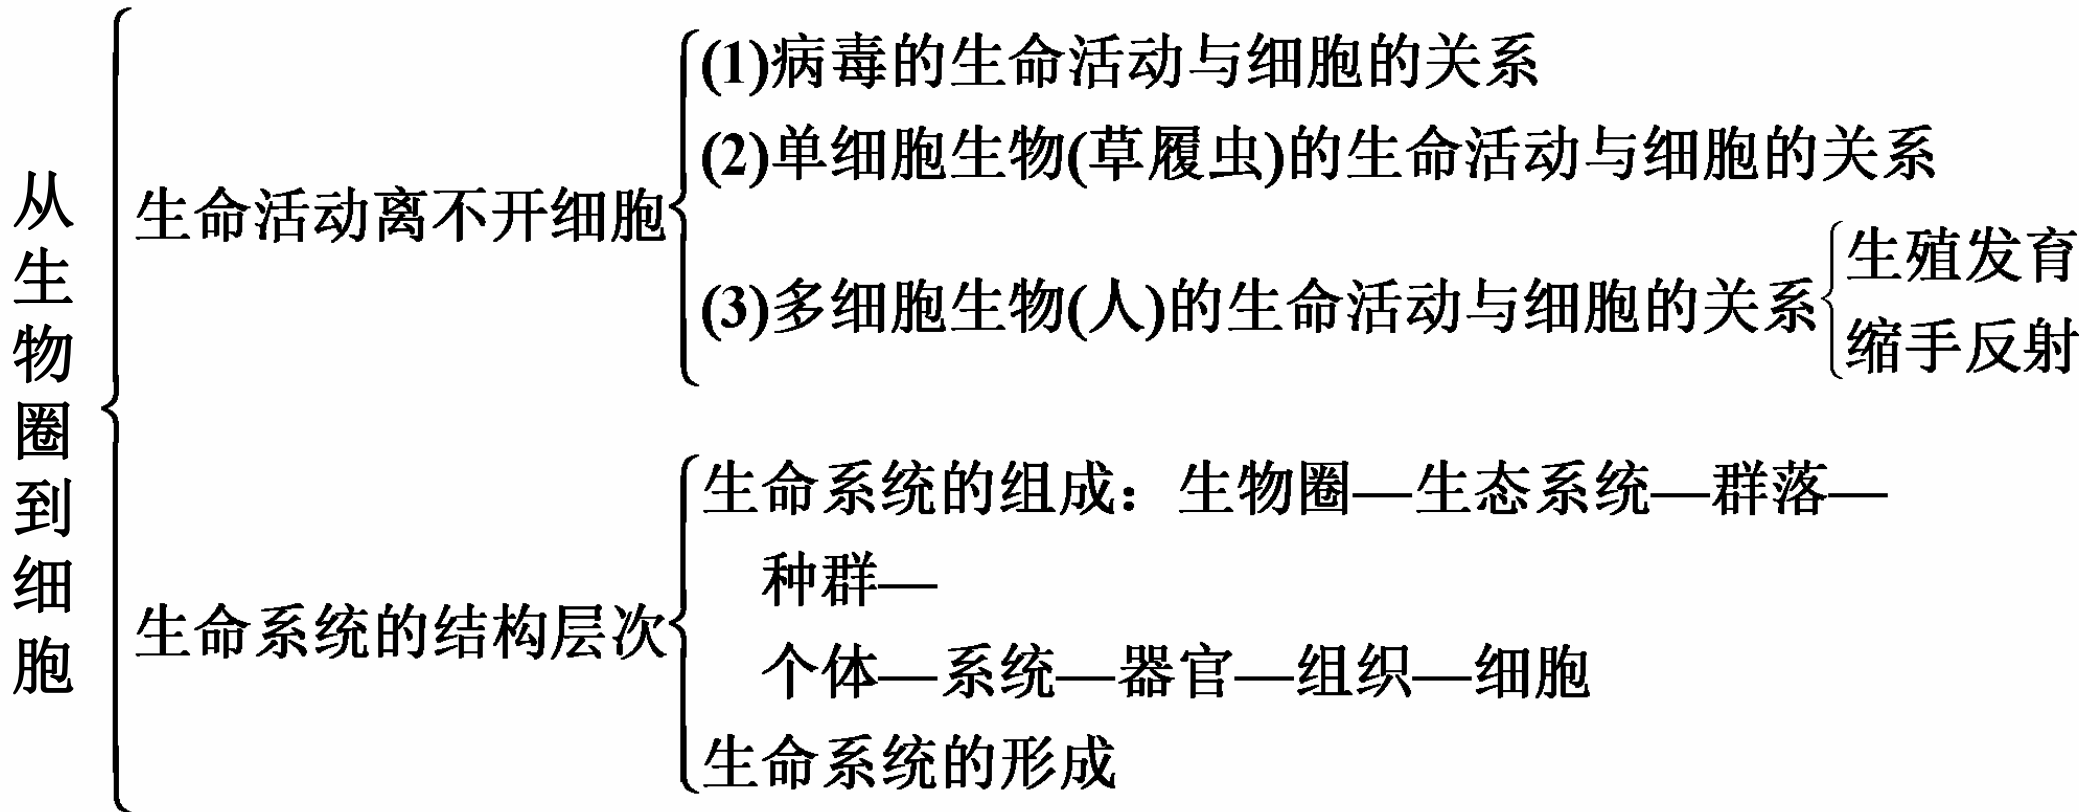 从生物圈到细胞
生命活动离不开细胞
(1)病毒的生命活动与细胞的关系
(2)单细胞生物(草履虫)的生命活动与细胞的关系
(3)多细胞生物(人)的生命活动与细胞的关系
生殖发育
缩手反射
生命系统的结构层次
生命系统的组成：生物圈—生态系统—群落—
种群—
个体—系统—器官—组织—细胞
生命系统的形成